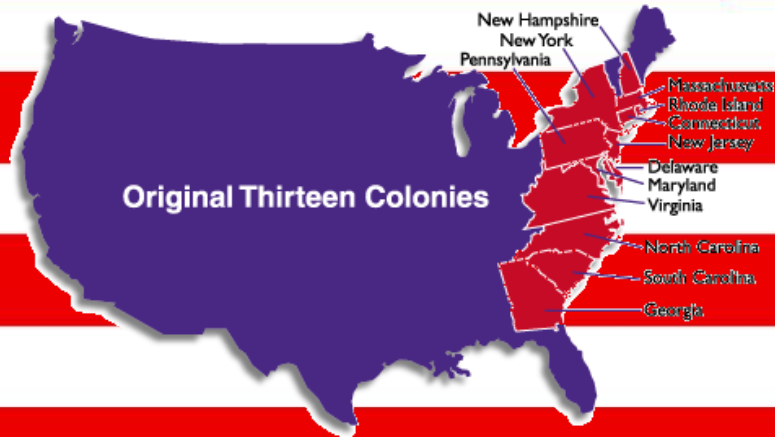 New Hampshire
New York
Pennsylvania
Massachusetts
Rhode Island
Connecticut
New Jersey
Delaware
Maryland
Virginia
Original Thirteen Colonies
North Carolina
South Carolina
Georgia